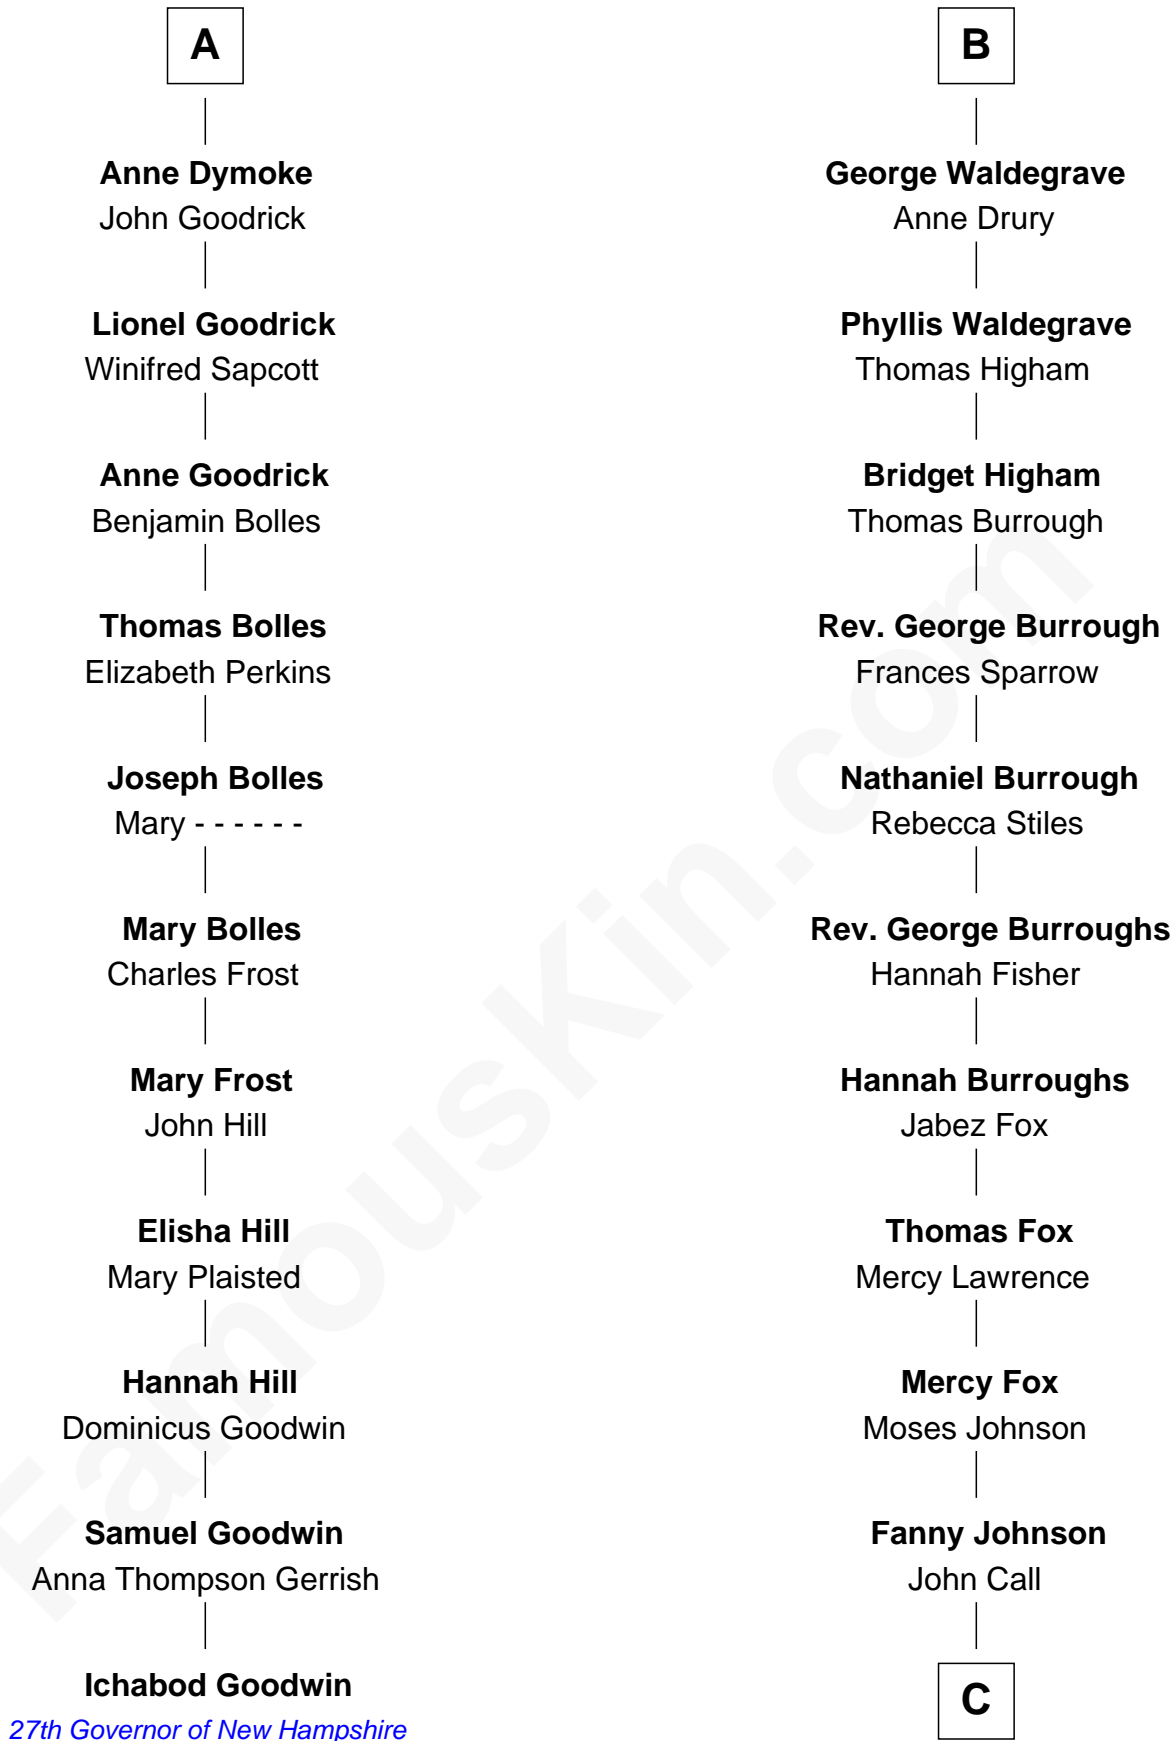 A
Anne Dymoke
John Goodrick
Lionel Goodrick
Winifred Sapcott
Anne Goodrick
Benjamin Bolles
Thomas Bolles
Elizabeth Perkins
Joseph Bolles
Mary - - - - - -
Mary Bolles
Charles Frost
Mary Frost
John Hill
Elisha Hill
Mary Plaisted
Hannah Hill
Dominicus Goodwin
Samuel Goodwin
Anna Thompson Gerrish
Ichabod Goodwin
27th Governor of New Hampshire
B
George Waldegrave
Anne Drury
Phyllis Waldegrave
Thomas Higham
Bridget Higham
Thomas Burrough
Rev. George Burrough
Frances Sparrow
Nathaniel Burrough
Rebecca Stiles
Rev. George Burroughs
Hannah Fisher
Hannah Burroughs
Jabez Fox
Thomas Fox
Mercy Lawrence
Mercy Fox
Moses Johnson
Fanny Johnson
John Call
C
FamousKin.com